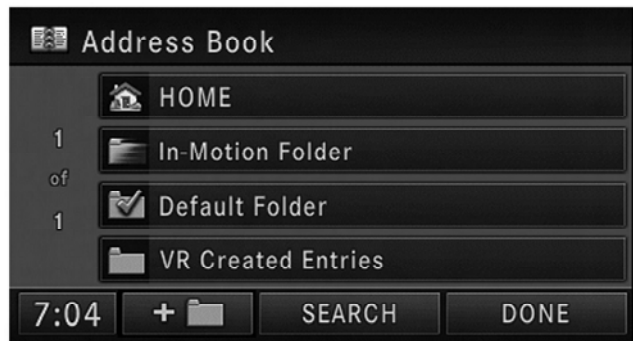 Address Book
HOME
In-Motion Folder
Default Folder
VR Created Entries
1
of
1
7:04
+
SEARCH
DONE